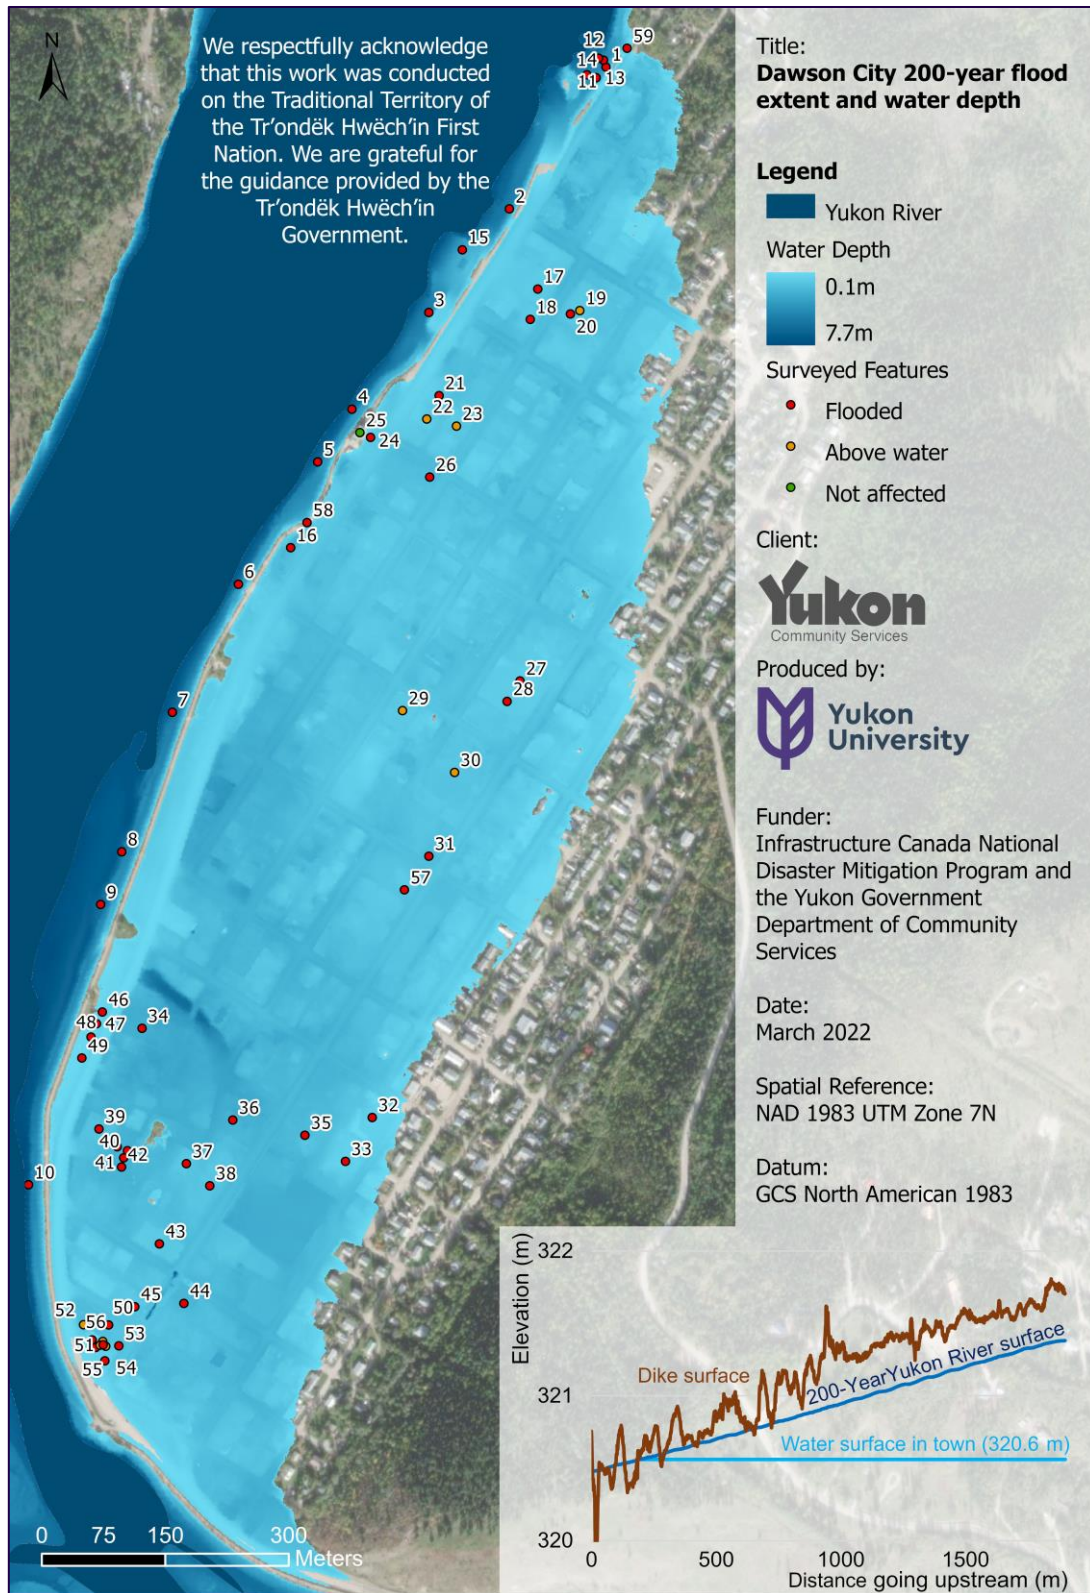 N
We respectfully acknowledge
that this work was conducted
on the Traditional Territory of
the Tr'ondëk Hwëch'in First
Nation. We are grateful for
the guidance provided by the
Tr'ondëk Hwëch'in
Government.
12
59
14
1
11
13
2
15
17
3
18
19
20
21
4
22
23
25
24
5
26
58
16
6
27
28
7
29
30
8
31
9
57
46
48
47
34
49
36
32
39
35
40
42
37
33
41
10
38
43
45
44
52
50
56
51
53
55
54
0
75
150
300
Meters
Title:
Dawson City 200-year flood
extent and water depth
Legend
Yukon River
Water Depth
0.1m
7.7m
Surveyed Features
Flooded
Above water
Not affected
Client:
Yukon
Community Services
Produced by:
Yukon
University
Funder:
Infrastructure Canada National
Disaster Mitigation Program and
the Yukon Government
Department of Community
Services
Date:
March 2022
Spatial Reference:
NAD 1983 UTM Zone 7N
Datum:
GCS North American 1983
Elevation (m)
322
321
320
Dike surface
200-YearYukon River surface
Water surface in town (320.6 m)
0
500
1000
1500
Distance going upstream (m)